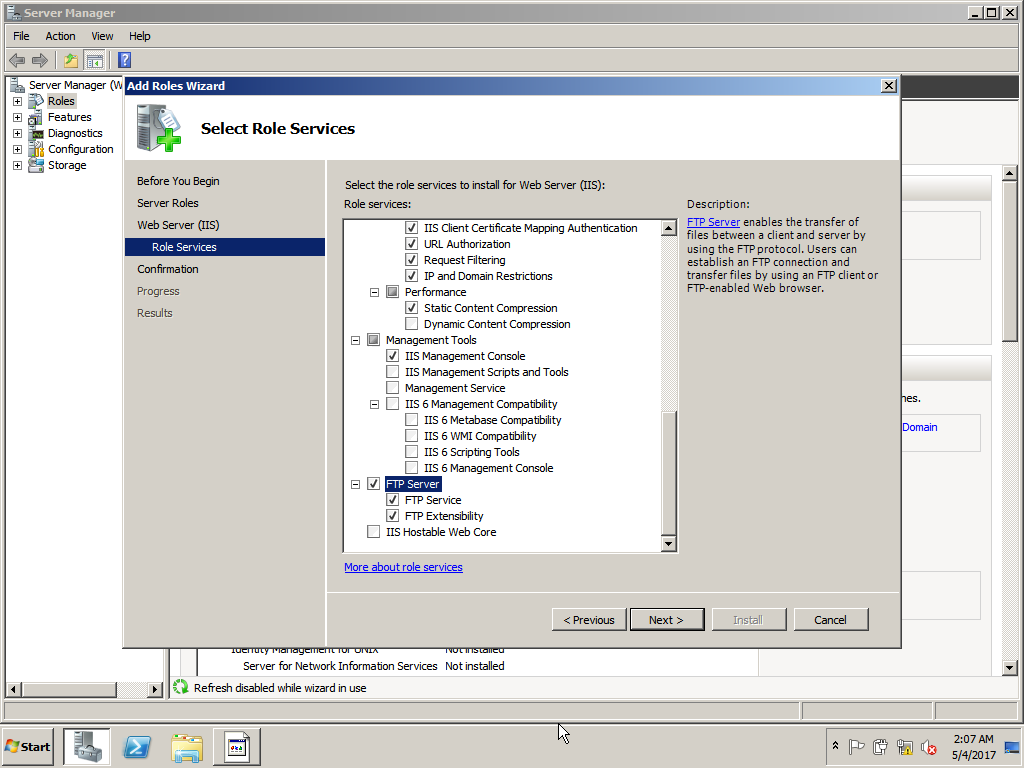 Server Manager
File Action View Help
Server Manager (W
Roles
Features
Diagnostics
Configuration
Storage
Add Roles Wizard
Select Role Services
Before You Begin
Server Roles
Web Server (IIS)
Role Services
Confirmation
Progress
Results
Select the role services to install for Web Server (IIS):
Role services:
IIS Client Certificate Mapping Authentication
URL Authorization
Request Filtering
IP and Domain Restrictions
Performance
Static Content Compression
Dynamic Content Compression
Management Tools
IIS Management Console
IIS Management Scripts and Tools
Management Service
IIS 6 Management Compatibility
IIS 6 Metabase Compatibility
IIS 6 WMI Compatibility
IIS 6 Scripting Tools
IIS 6 Management Console
FTP Server
FTP Service
FTP Extensibility
IIS Hostable Web Core
More about role services
Description:
FTP Server enables the transfer of
files between a client and server by
using the FTP protocol. Users can
establish an FTP connection and
transfer files by using an FTP client or
FTP-enabled Web browser.
< Previous Next > Install Cancel
nes.
Domain
Identity Management for UNIX Not installed
Server for Network Information Services Not installed
Refresh disabled while wizard in use
Start
2:07 AM
5/4/2017